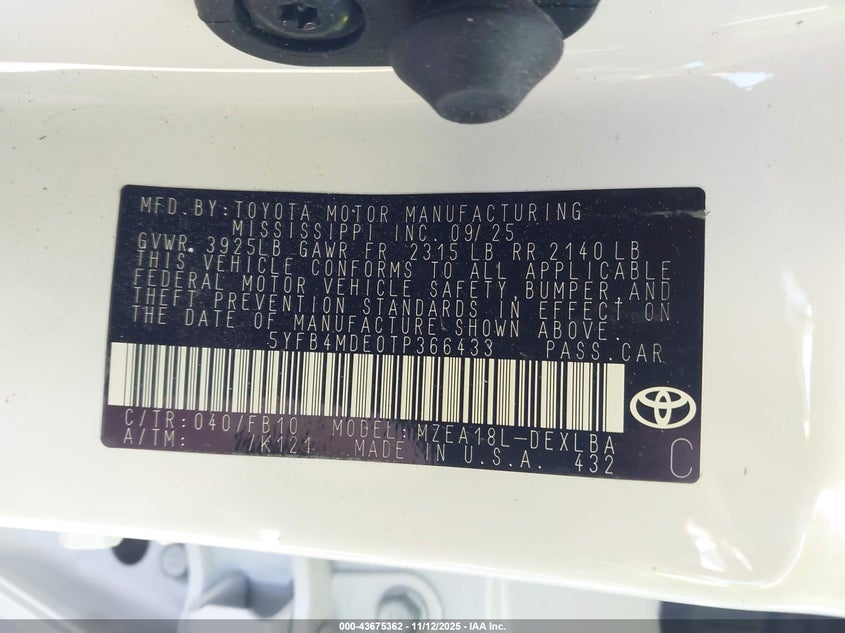 MFD.BY:TOYOTA MOTOR MANUFACTURING
MISSISSIPPI INC. 09/25
GVWR. 3925LB GAWR FR 2315 LB RR 2140 LB
THIS VEHICLE CONFORMS TO ALL APPLICABLE
FEDERAL MOTOR VEHICLE SAFETY, BUMPER, AND
THEFT PREVENTION STANDARDS IN EFFECT ON
THE DATE OF MANUFACTURE SHOWN ABOVE.
5YFB4MDE0TP366433 PASS.CAR
C/TR: 040/FB10 MODEL: MZEA18L-DEXLBA
A/TM: /K121 MADE IN U.S.A. 432 C
000-43675362 - 11/12/2025 - IAA Inc.